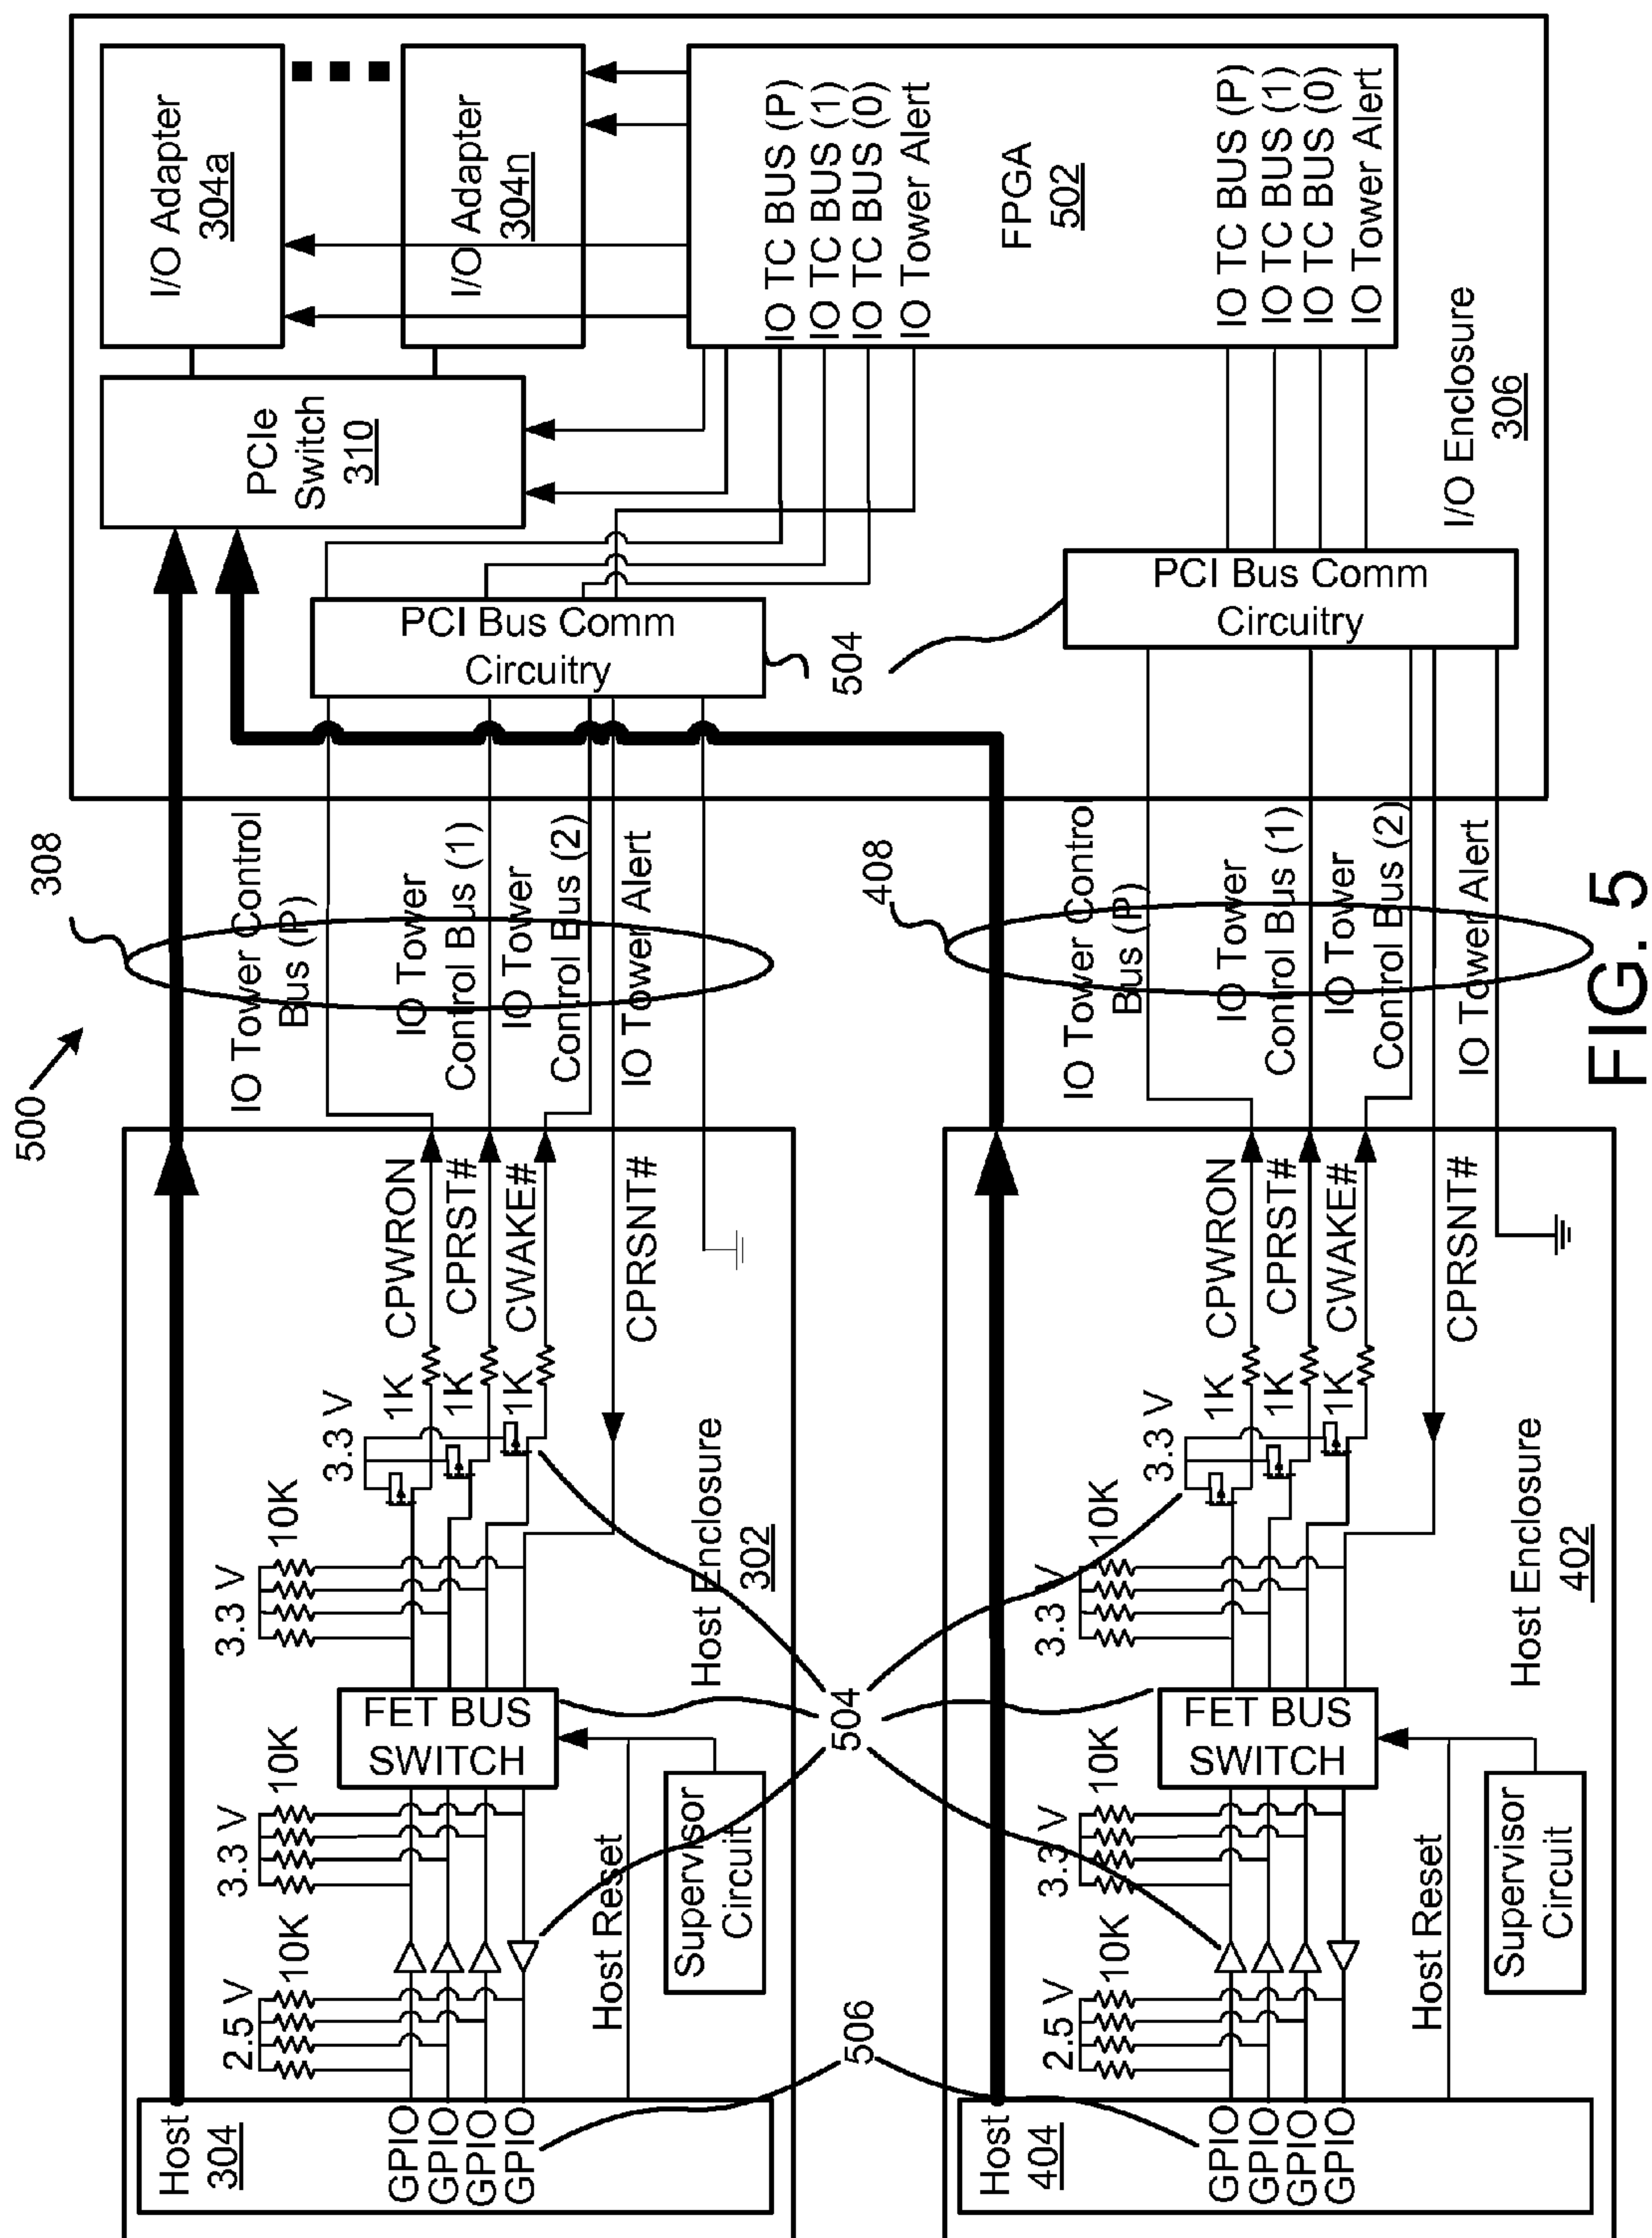 500
308
408
Host
304
GPIO
GPIO
GPIO
GPIO
2.5 V
10K
3.3 V
10K
FET BUS
SWITCH
3.3 V
10K
3.3 V
1K
1K
1K
CPWRON
CPRST#
CWAKE#
CPRSNT#
Host Reset
Supervisor
Circuit
Host Enclosure
302
IO Tower Control
Bus (P)
IO Tower
Control Bus (1)
IO Tower
Control Bus (2)
IO Tower Alert
PCI Bus Comm
Circuitry
504
PCIe
Switch
310
I/O Adapter
304a
I/O Adapter
304n
IO TC BUS (P)
IO TC BUS (1)
IO TC BUS (0)
IO Tower Alert
FPGA
502
IO TC BUS (P)
IO TC BUS (1)
IO TC BUS (0)
IO Tower Alert
I/O Enclosure
306
506
504
Host
404
GPIO
GPIO
GPIO
GPIO
2.5 V
10K
3.3 V
10K
FET BUS
SWITCH
3.3 V
10K
3.3 V
1K
1K
1K
CPWRON
CPRST#
CWAKE#
CPRSNT#
Host Reset
Supervisor
Circuit
Host Enclosure
402
IO Tower Contro
Bus (P)
IO Tower
Control Bus (1)
IO Tower
Control Bus (2)
IO Tower Alert
PCI Bus Comm
Circuitry
FIG. 5